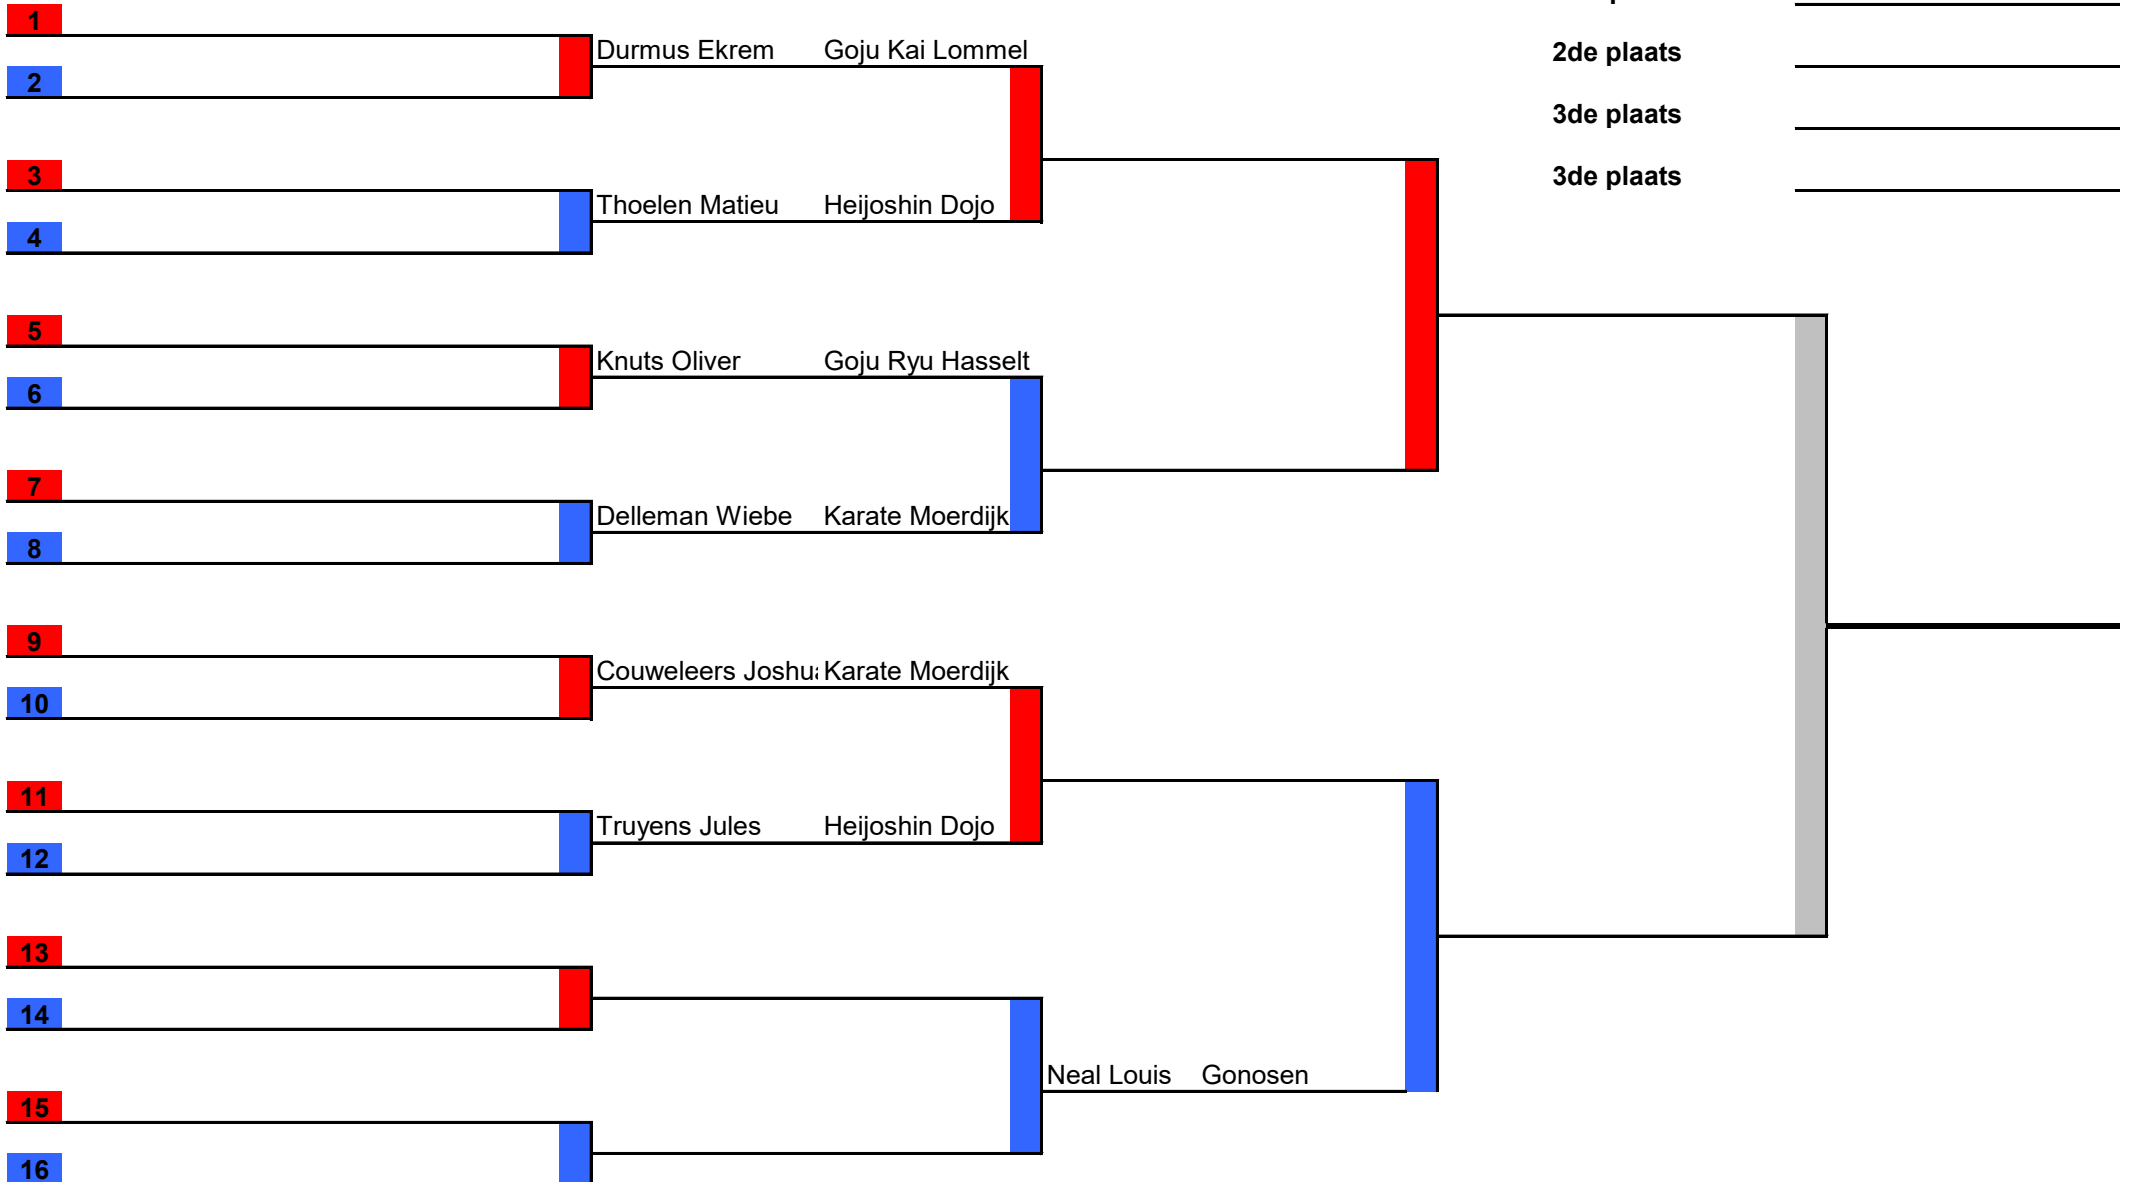 1
Durmus Ekrem Goju Kai Lommel
2de plaats
2
3de plaats
3
3de plaats
Thoelen Matieu Heijoshin Dojo
4
5
Knuts Oliver Goju Ryu Hasselt
6
7
Delleman Wiebe Karate Moerdijk
8
9
Couweleers Karate Moerdijk
10
11
Truyens Jules Heijoshin Dojo
12
13
14
Neal Louis Gonosen
15
16